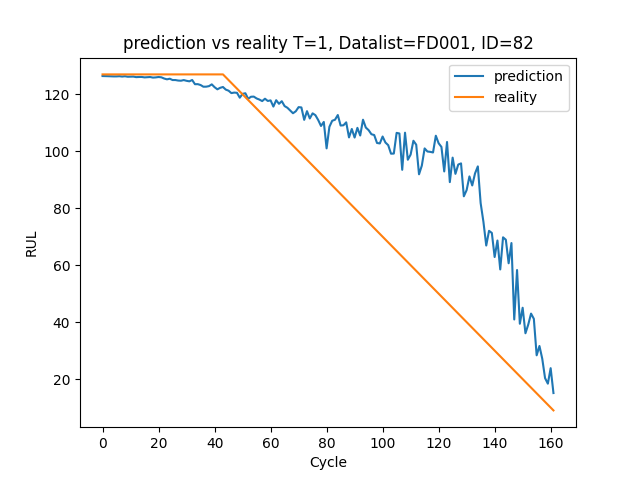 prediction vs reality T=1, Datalist=FD001, ID=82
prediction
reality
RUL
120
100
80
60
40
20
0 20 40 60 80 100 120 140 160
Cycle